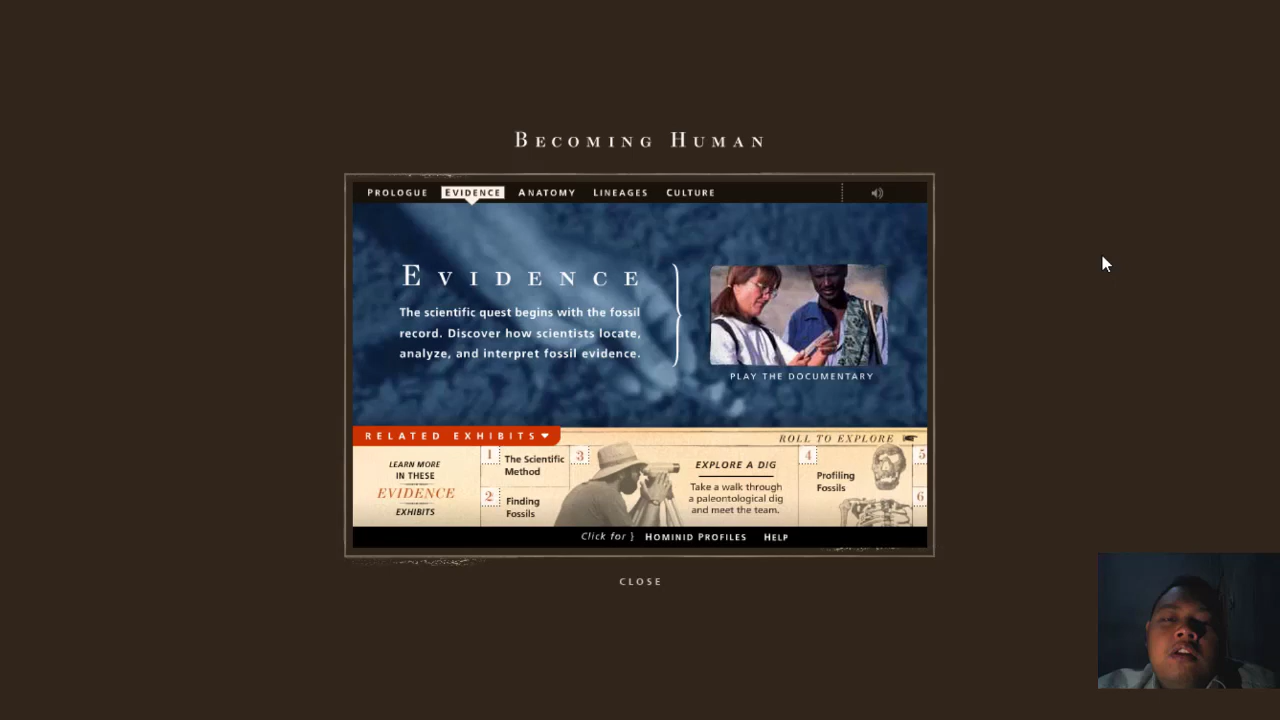 BECOMING HUMAN
PROLOGUE EVIDENCE ANATOMY LINEAGES CULTURE
EVIDENCE
The scientific quest begins with the fossil
record. Discover how scientists locate,
analyze, and interpret fossil evidence.
PLAY THE DOCUMENTARY
RELATED EXHIBITS
ROLL TO EXPLORE
LEARN MORE
IN THESE
EVIDENCE
EXHIBITS
1 The Scientific
Method
2 Finding
Fossils
3
EXPLORE A DIG
Take a walk through
a paleontological dig
and meet the team.
4
Profiling
Fossils
5
6
Click for } HOMINID PROFILES HELP
CLOSE